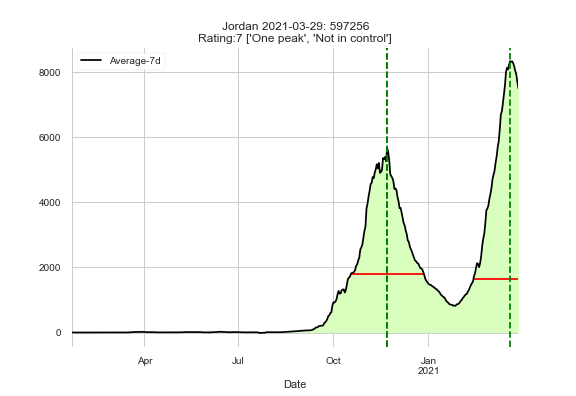 Jordan 2021-03-29: 597256
Rating:7 ['One peak', 'Not in control']
Average-7d
8000
6000
4000
2000
0
Apr
Jul
Oct
Jan
2021
Date